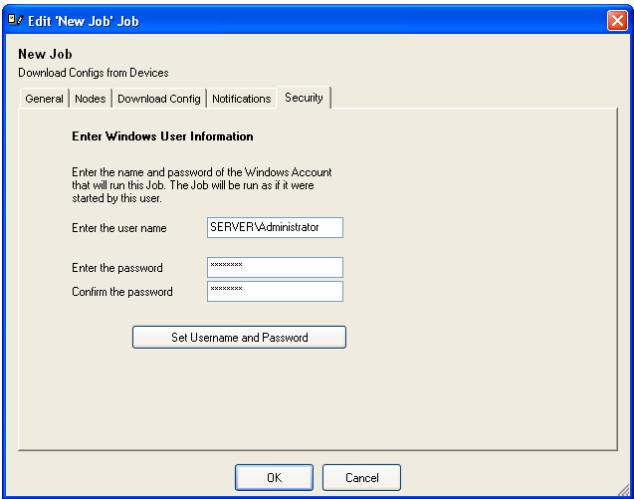 Edit 'New Job' Job
New Job
Download Configs from Devices
General Nodes Download Config Notifications Security
Enter Windows User Information
Enter the name and password of the Windows Account
that will run this Job. The Job will be run as if it were
started by this user.
Enter the user name SERVER\Administrator
Enter the password xxxxxxxx
Confirm the password xxxxxxxx
Set Username and Password
OK Cancel